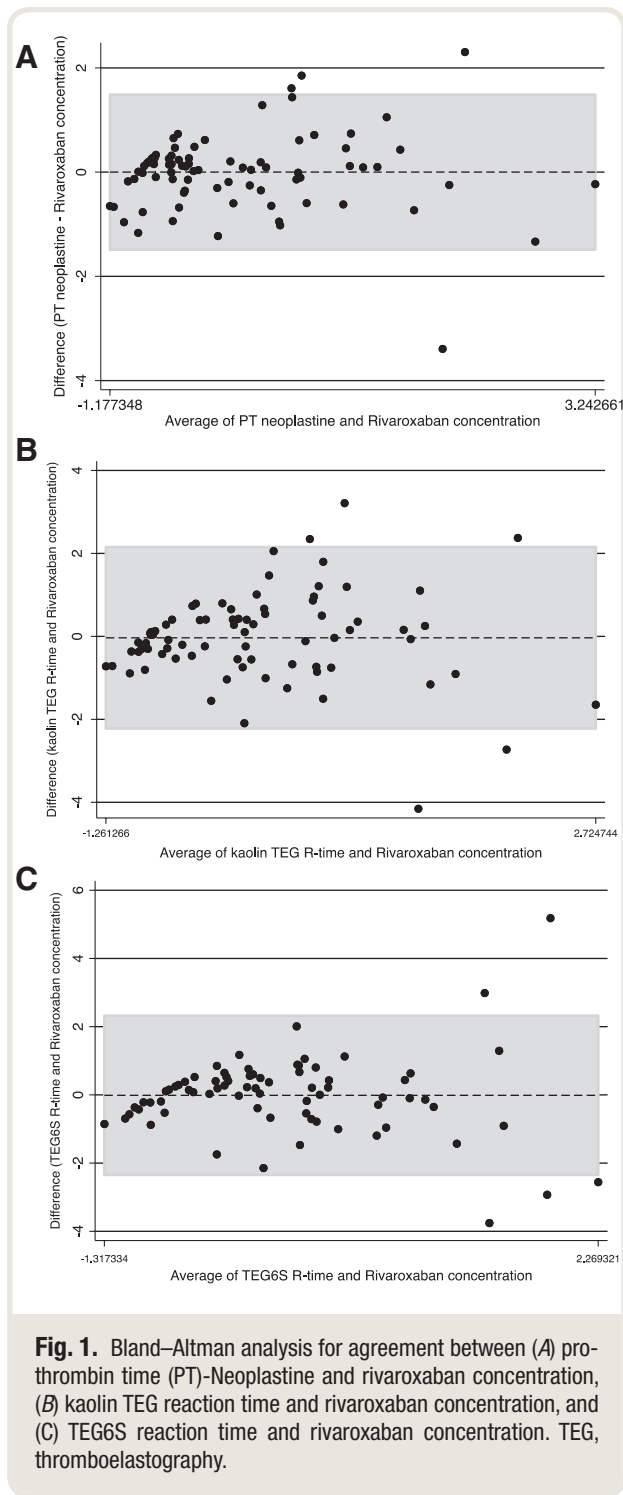 A
Difference (PT neoplastine - Rivaroxaban concentration)
2
0
-2
-4
-1.177348
3.242661
Average of PT neoplastine and Rivaroxaban concentration
B
Difference (kaolin TEG R-time and Rivaroxaban concentration)
4
2
0
-2
-4
-1.261266
2.724744
Average of kaolin TEG R-time and Rivaroxaban concentration
C
Difference (TEG6S R-time and Rivaroxaban concentration)
6
4
2
0
-2
-4
-1.317334
2.269321
Average of TEG6S R-time and Rivaroxaban concentration
Fig. 1. Bland–Altman analysis for agreement between (A) pro-
thrombin time (PT)-Neoplastine and rivaroxaban concentration,
(B) kaolin TEG reaction time and rivaroxaban concentration, and
(C) TEG6S reaction time and rivaroxaban concentration. TEG,
thromboelastography.